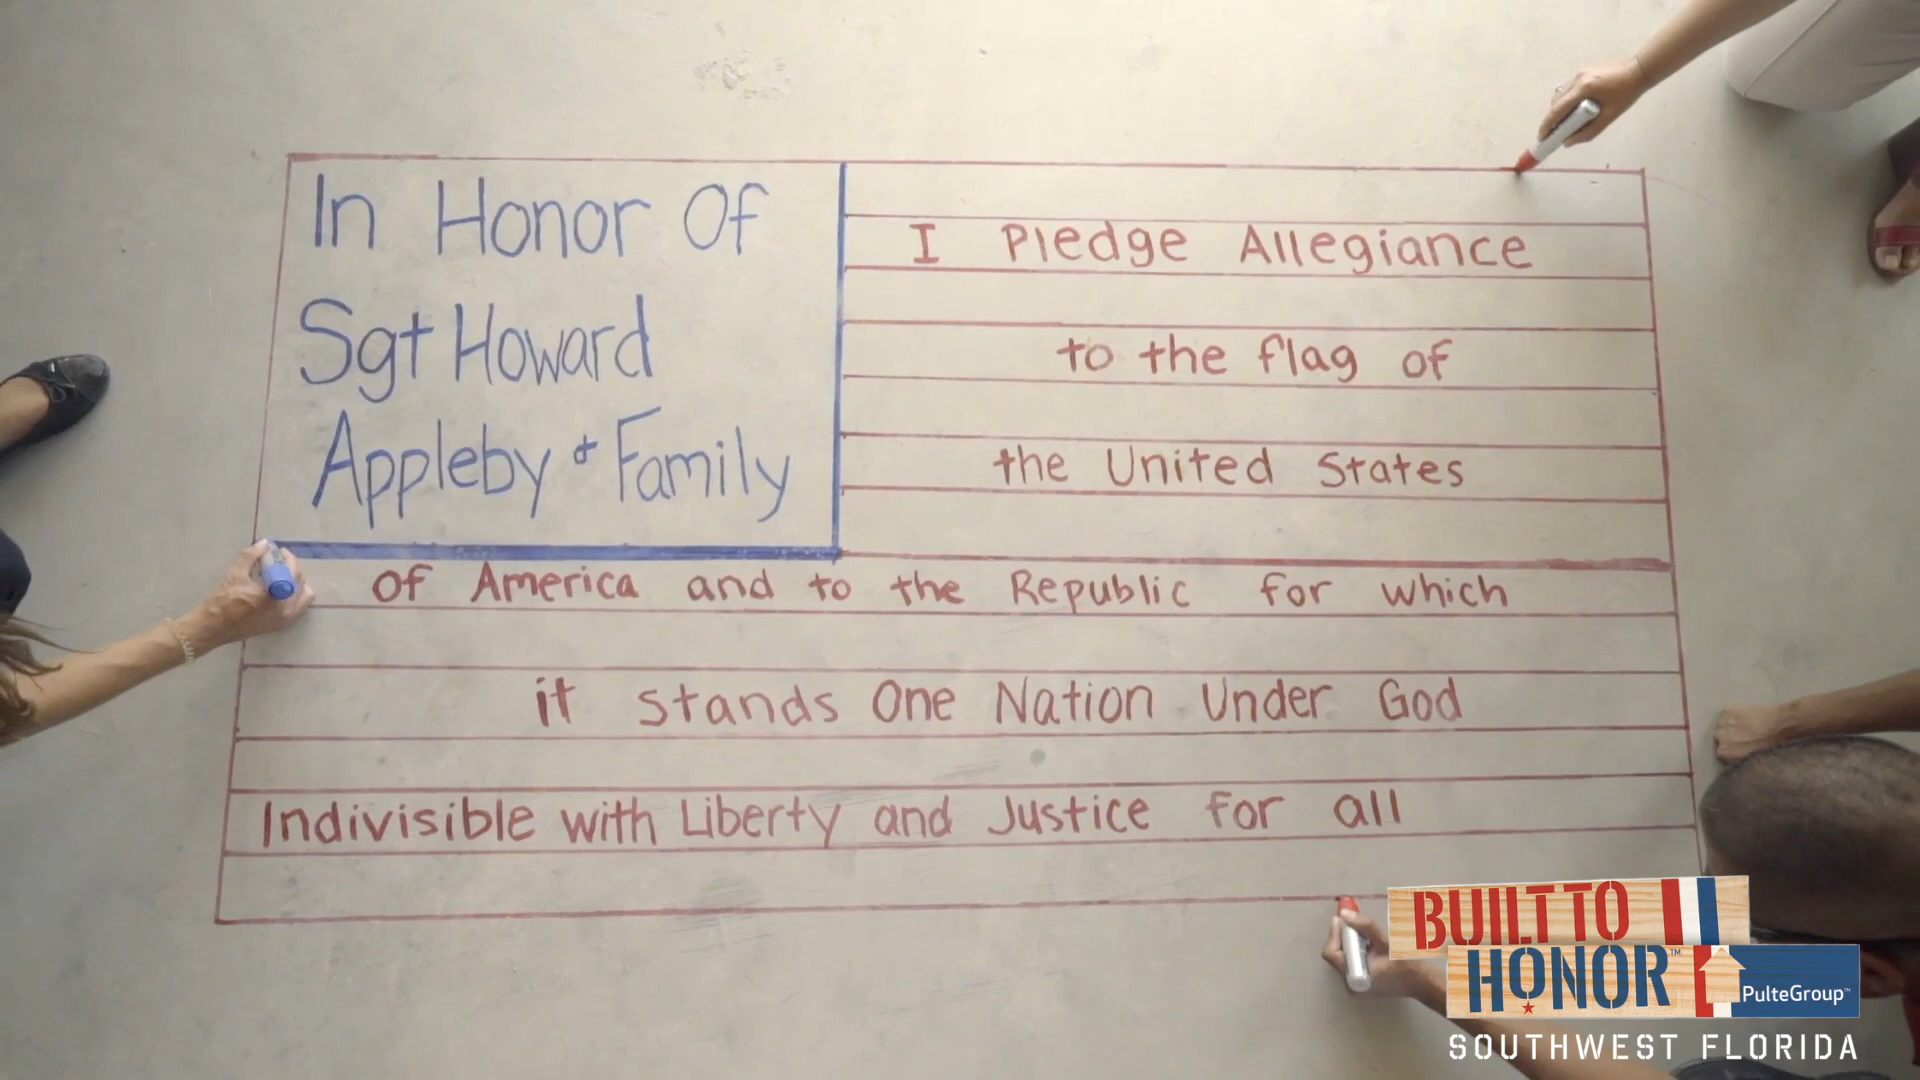 In Honor Of
Sgt Howard
Appleby & Family
I Pledge Allegiance
to the flag of
the United States
of America and to the Republic for which
it stands One Nation Under God
Indivisible with Liberty and Justice for all
BUILT TO
HONOR™
PulteGroup™
SOUTHWEST FLORIDA